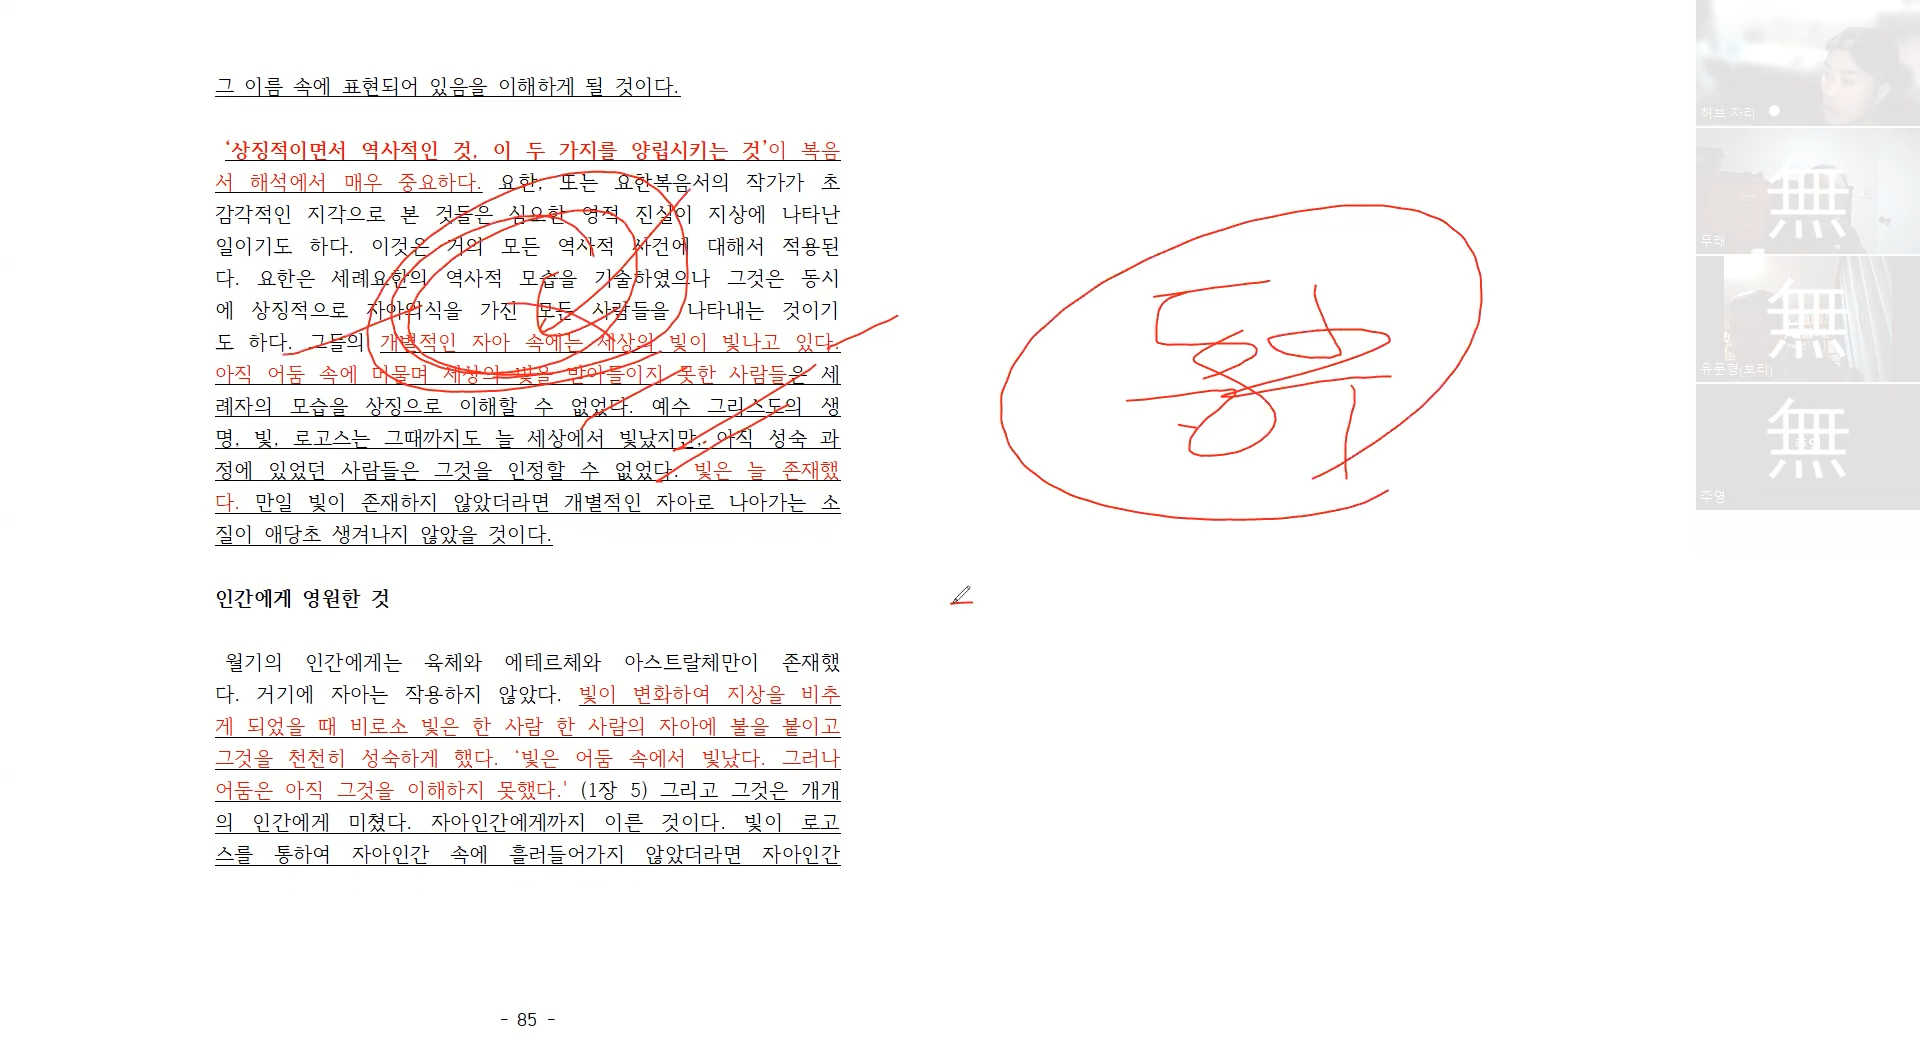 그 이름 속에 표현되어 있음을 이해하게 될 것이다.
‘상징적이면서 역사적인 것, 이 두 가지를 양립시키는 것’이 복음
서 해석에서 매우 중요하다. 요한, 또는 요한복음서의 작가가 초
감각적인 지각으로 본 것들은 심오한 영적 진실이 지상에 나타난
일이기도 하다. 이것은 거의 모든 역사적 사건에 대해서 적용된
다. 요한은 세례요한의 역사적 모습을 기술하였으나 그것은 동시
에 상징적으로 자아의식을 가진 모든 사람들을 나타내는 것이기
도 하다. 그들의 개별적인 자아 속에는 세상의 빛이 빛나고 있다.
아직 어둠 속에 머물며 세상의 빛을 받아들이지 못한 사람들은 세
례자의 모습을 상징으로 이해할 수 없었다. 예수 그리스도의 생
명, 빛, 로고스는 그때까지도 늘 세상에서 빛났지만, 아직 성숙 과
정에 있었던 사람들은 그것을 인정할 수 없었다. 빛은 늘 존재했
다. 만일 빛이 존재하지 않았더라면 개별적인 자아로 나아가는 소
질이 애당초 생겨나지 않았을 것이다.
인간에게 영원한 것
월기의 인간에게는 육체와 에테르체와 아스트랄체만이 존재했
다. 거기에 자아는 작용하지 않았다. 빛이 변화하여 지상을 비추
게 되었을 때 비로소 빛은 한 사람 한 사람의 자아에 불을 붙이고
그것을 천천히 성숙하게 했다. ‘빛은 어둠 속에서 빛났다. 그러나
어둠은 아직 그것을 이해하지 못했다.' (1장 5) 그리고 그것은 개개
의 인간에게 미쳤다. 자아인간에게까지 이른 것이다. 빛이 로고
스를 통하여 자아인간 속에 흘러들어가지 않았더라면 자아인간
- 85 -
허브 자리
無
무래
無
유문형(보리)
無
주영